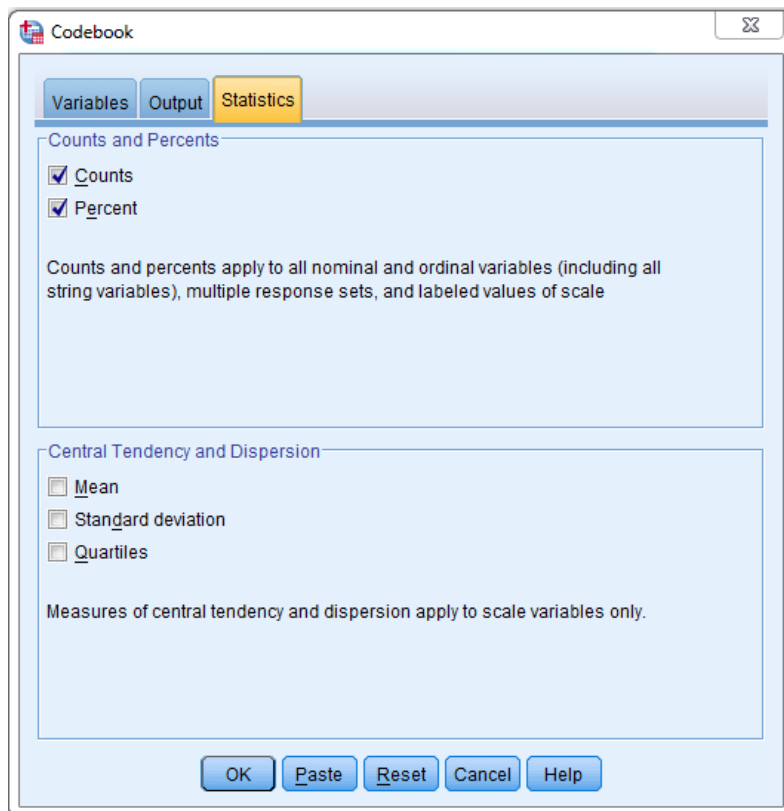 Codebook
Variables Output Statistics
Counts and Percents
Counts
Percent
Counts and percents apply to all nominal and ordinal variables (including all
string variables), multiple response sets, and labeled values of scale
Central Tendency and Dispersion
Mean
Standard deviation
Quartiles
Measures of central tendency and dispersion apply to scale variables only.
OK Paste Reset Cancel Help